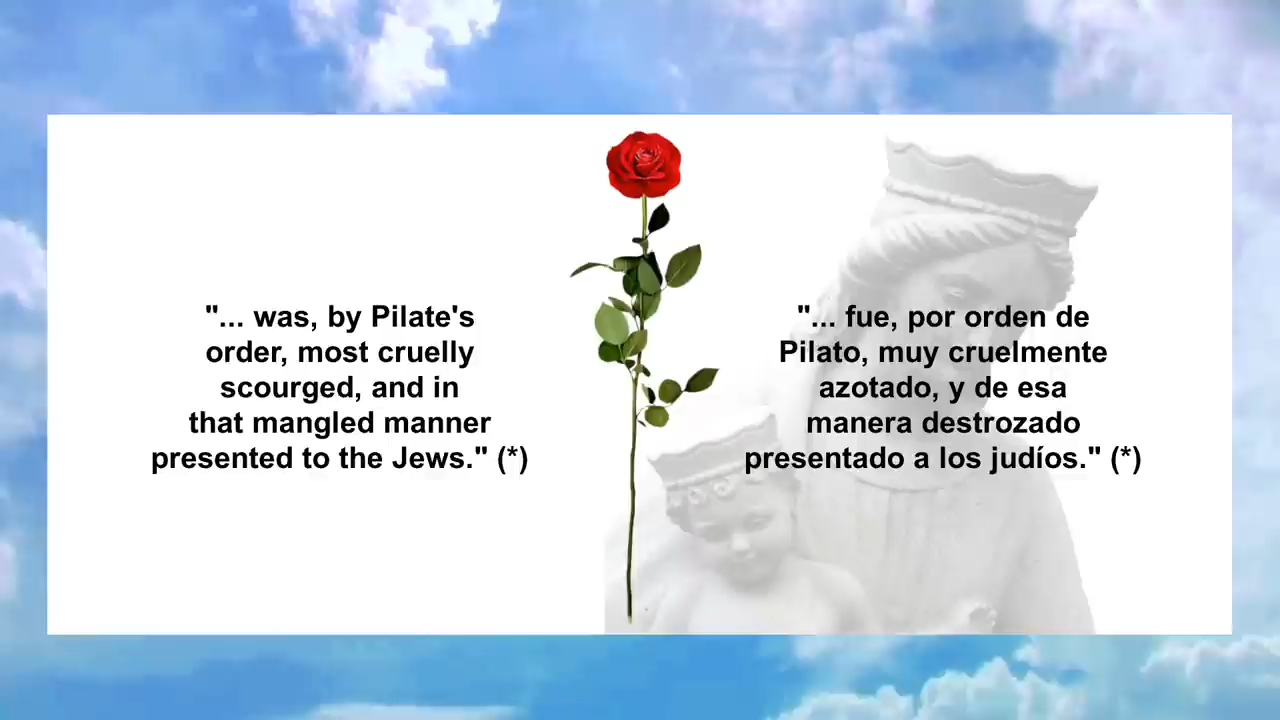 "... was, by Pilate's
order, most cruelly
scourged, and in
that mangled manner
presented to the Jews." (*)
"... fue, por orden de
Pilato, muy cruelmente
azotado, y de esa
manera destrozado
presentado a los judíos." (*)